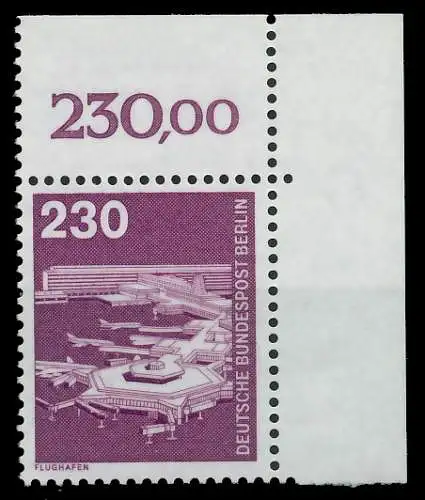 230,00
230
DEUTSCHE BUNDESPOST BERLIN
FLUGHAFEN